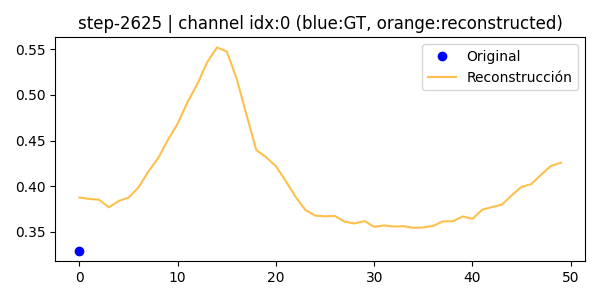 step-2625 | channel idx:0 (blue:GT, orange:reconstructed)
Original
Reconstrucción
0.55
0.50
0.45
0.40
0.35
0 10 20 30 40 50